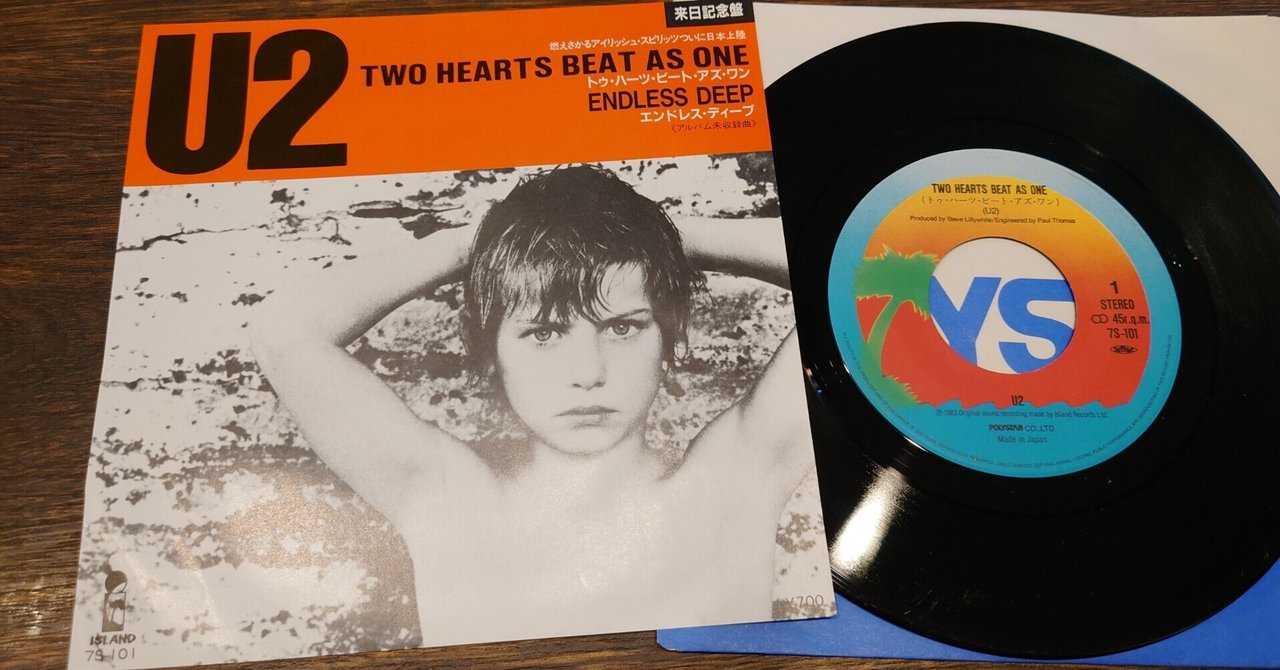 来日記念盤
U2
燃えさかるアイリッシュ・スピリッツついに日本上陸
TWO HEARTS BEAT AS ONE
トゥ・ハーツ・ビート・アズ・ワン
ENDLESS DEEP
エンドレス・ディープ
(アルバム未収録曲)
¥700
ISLAND
7S-101
TWO HEARTS BEAT AS ONE
(トゥ・ハーツ・ビート・アズ・ワン)
(U2)
Produced by Steve Lillywhite/Engineered by Paul Thomas
YS
1
STEREO
45r.p.m.
7S-101
U2
℗1983 Original sound recording made by Island Records Ltd.
POLYSTAR CO.,LTD.
Made in Japan